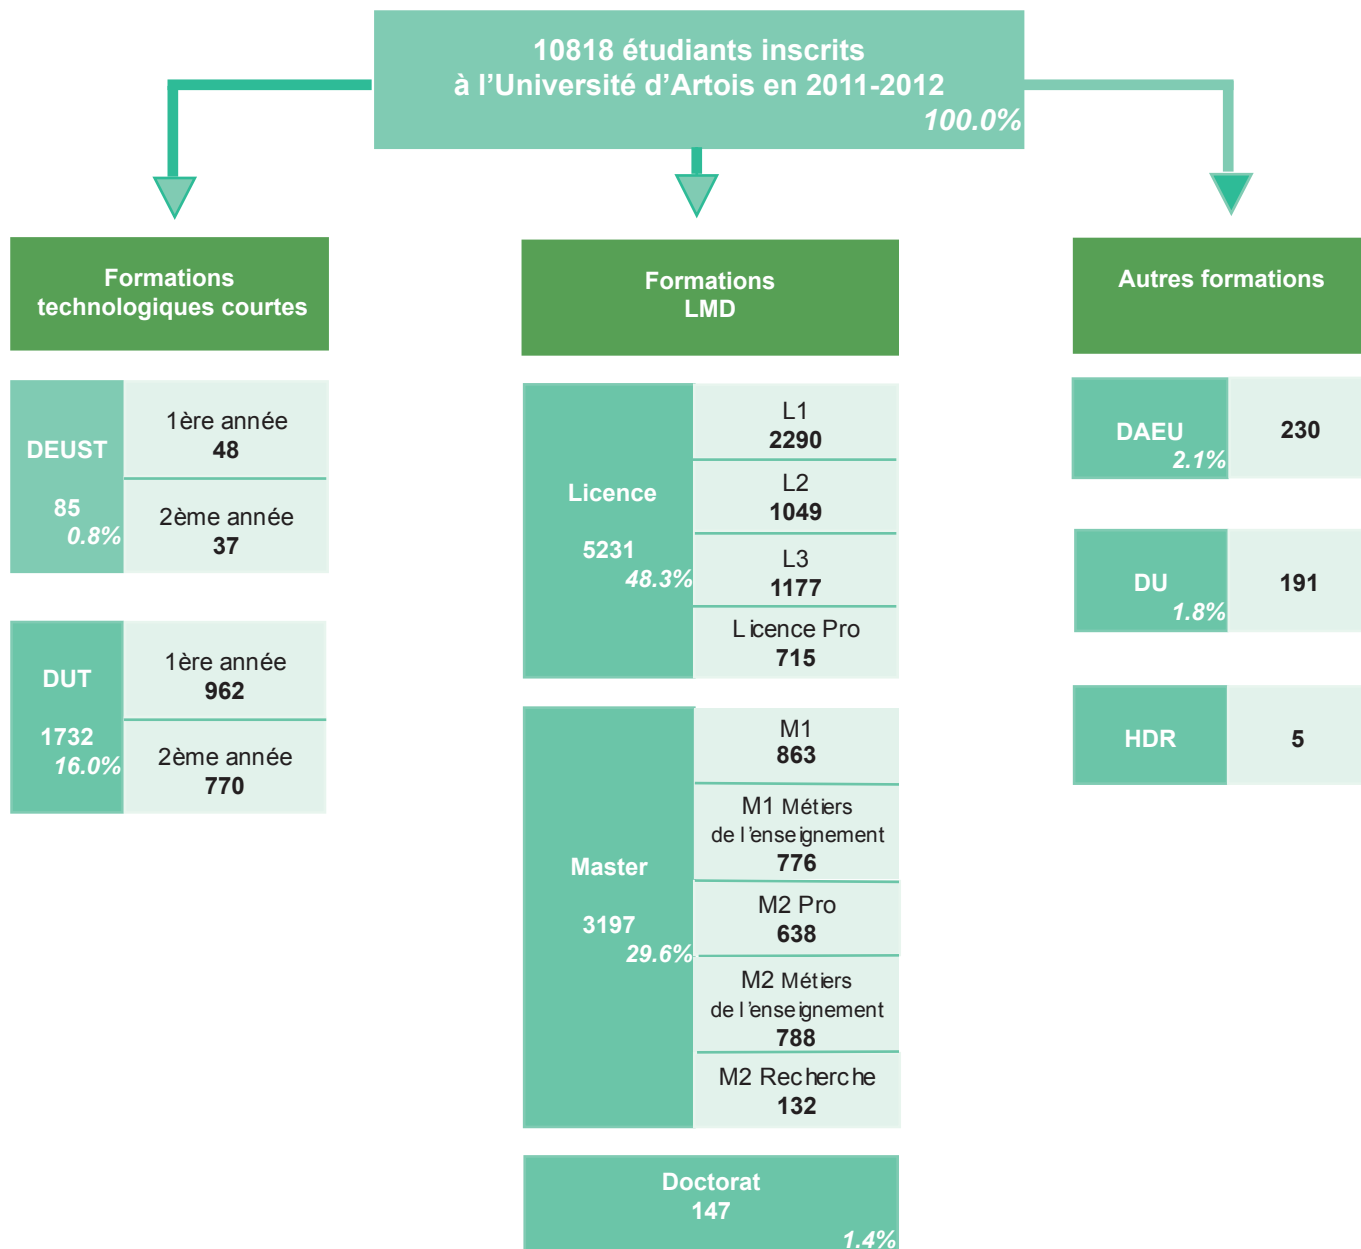 10818 étudiants inscrits
à l'Université d'Artois en 2011-2012
100.0%
Formations
technologiques courtes
DEUST
85
0.8%
1ère année
48
2ème année
37
DUT
1732
16.0%
1ère année
962
2ème année
770
Formations
LMD
Licence
5231
48.3%
L1
2290
L2
1049
L3
1177
Licence Pro
715
Master
3197
29.6%
M1
863
M1 Métiers
de l'enseignement
776
M2 Pro
638
M2 Métiers
de l'enseignement
788
M2 Recherche
132
Doctorat
147
1.4%
Autres formations
DAEU
2.1%
230
DU
1.8%
191
HDR
5